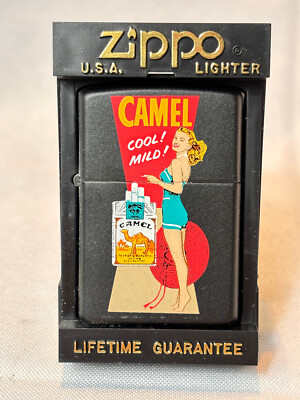 Zippo®
U.S.A. LIGHTER
CAMEL
COOL!
MILD!
CAMEL
LIFETIME GUARANTEE